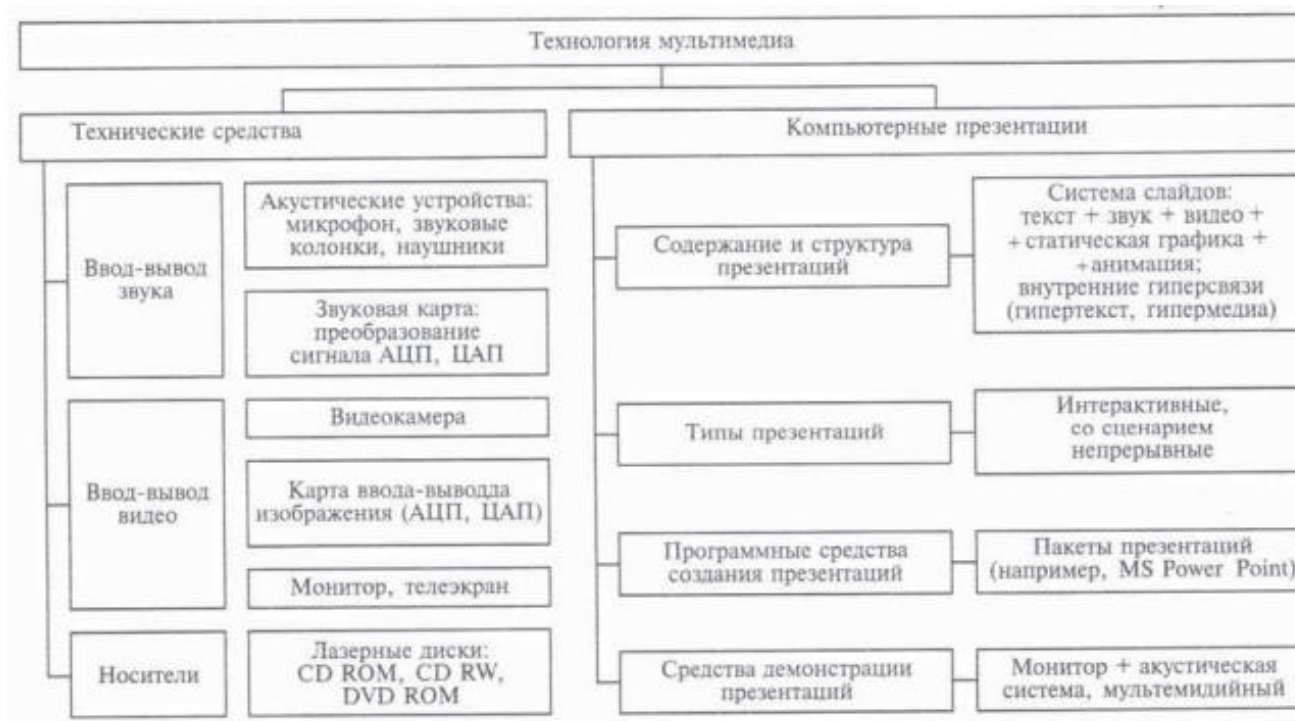 Технология мультимедиа
Технические средства
Ввод-вывод
звука
Акустические устройства:
микрофон, звуковые
колонки, наушники
Звуковая карта:
преобразование
сигнала АЦП, ЦАП
Ввод-вывод
видео
Видеокамера
Карта ввода-выводда
изображения (АЦП, ЦАП)
Монитор, телеэкран
Носители
Лазерные диски:
CD ROM, CD RW,
DVD ROM
Компьютерные презентации
Содержание и структура
презентаций
Система слайдов:
текст + звук + видео +
+ статическая графика +
+анимация;
внутренние гиперсвязи
(гипертекст, гипермедиа)
Типы презентаций
Интерактивные,
со сценарием
непрерывные
Программные средства
создания презентаций
Пакеты презентаций
(например, MS Power Point)
Средства демонстрации
презентаций
Монитор + акустическая
система, мультемидийный